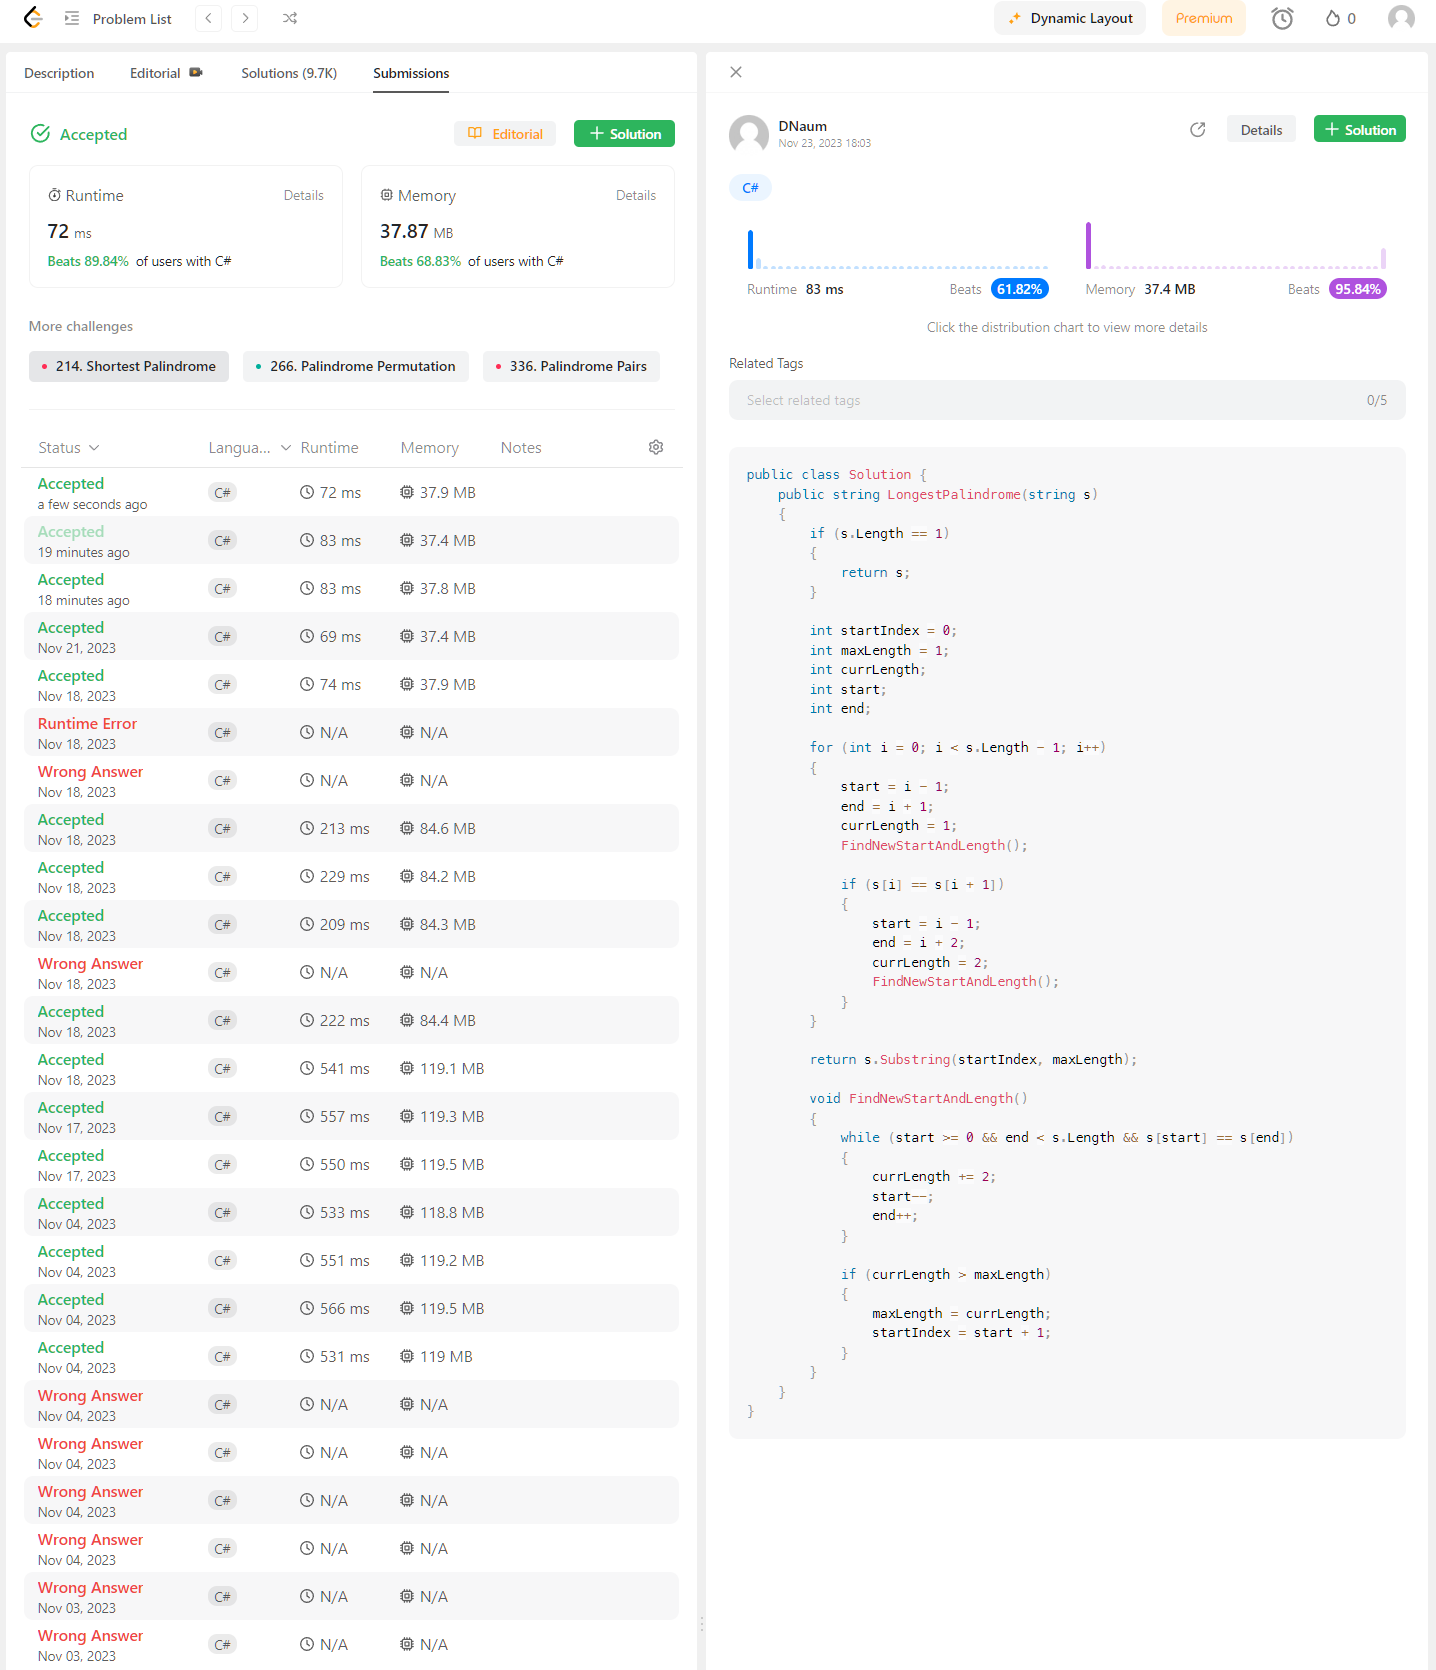 Problem List
Dynamic Layout
Premium
0
Description
Editorial
Solutions (9.7K)
Submissions
Accepted
Editorial
Solution
Runtime
Details
72 ms
Beats 89.84% of users with C#
Memory
Details
37.87 MB
Beats 68.83% of users with C#
More challenges
214. Shortest Palindrome
266. Palindrome Permutation
336. Palindrome Pairs
Status Langua... Runtime Memory Notes
Accepted
a few seconds ago
C# 72 ms 37.9 MB
Accepted
19 minutes ago
C# 83 ms 37.4 MB
Accepted
18 minutes ago
C# 83 ms 37.8 MB
Accepted
Nov 21, 2023
C# 69 ms 37.4 MB
Accepted
Nov 18, 2023
C# 74 ms 37.9 MB
Runtime Error
Nov 18, 2023
C# N/A N/A
Wrong Answer
Nov 18, 2023
C# N/A N/A
Accepted
Nov 18, 2023
C# 213 ms 84.6 MB
Accepted
Nov 18, 2023
C# 229 ms 84.2 MB
Accepted
Nov 18, 2023
C# 209 ms 84.3 MB
Wrong Answer
Nov 18, 2023
C# N/A N/A
Accepted
Nov 18, 2023
C# 222 ms 84.4 MB
Accepted
Nov 18, 2023
C# 541 ms 119.1 MB
Accepted
Nov 17, 2023
C# 557 ms 119.3 MB
Accepted
Nov 17, 2023
C# 550 ms 119.5 MB
Accepted
Nov 04, 2023
C# 533 ms 118.8 MB
Accepted
Nov 04, 2023
C# 551 ms 119.2 MB
Accepted
Nov 04, 2023
C# 566 ms 119.5 MB
Accepted
Nov 04, 2023
C# 531 ms 119 MB
Wrong Answer
Nov 04, 2023
C# N/A N/A
Wrong Answer
Nov 04, 2023
C# N/A N/A
Wrong Answer
Nov 04, 2023
C# N/A N/A
Wrong Answer
Nov 04, 2023
C# N/A N/A
Wrong Answer
Nov 03, 2023
C# N/A N/A
Wrong Answer
Nov 03, 2023
C# N/A N/A
DNaum
Nov 23, 2023 18:03
Details
Solution
C#
Runtime 83 ms Beats 61.82%
Memory 37.4 MB Beats 95.84%
Click the distribution chart to view more details
Related Tags
Select related tags 0/5
public class Solution {
    public string LongestPalindrome(string s)
    {
        if (s.Length == 1)
        {
            return s;
        }

        int startIndex = 0;
        int maxLength = 1;
        int currLength;
        int start;
        int end;

        for (int i = 0; i < s.Length - 1; i++)
        {
            start = i - 1;
            end = i + 1;
            currLength = 1;
            FindNewStartAndLength();

            if (s[i] == s[i + 1])
            {
                start = i - 1;
                end = i + 2;
                currLength = 2;
                FindNewStartAndLength();
            }
        }

        return s.Substring(startIndex, maxLength);

        void FindNewStartAndLength()
        {
            while (start >= 0 && end < s.Length && s[start] == s[end])
            {
                currLength += 2;
                start--;
                end++;
            }

            if (currLength > maxLength)
            {
                maxLength = currLength;
                startIndex = start + 1;
            }
        }
    }
}